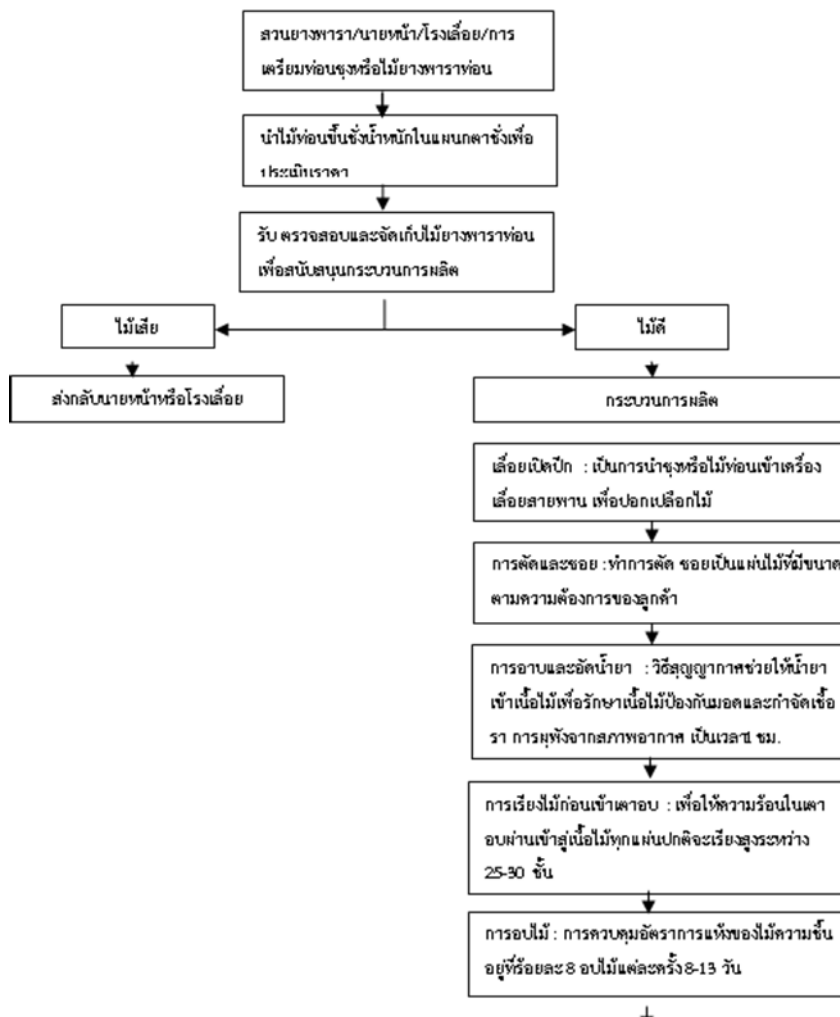 สวนยางพารา/นายหน้า/โรงเลื่อย/การ
เตรียมท่อนซุงหรือไม้ยางพาราท่อน
นำไม้ท่อนขึ้นชั่งน้ำหนักในแผนกตาชั่งเพื่อ
ประเมินราคา
รับ ตรวจสอบและจัดเก็บไม้ยางพาราท่อน
เพื่อสนับสนุนกระบวนการผลิต
ไม้เสีย
ไม้ดี
ส่งกลับนายหน้าหรือโรงเลื่อย
กระบวนการผลิต
เลื่อยเปิดปีก : เป็นการนำซุงหรือไม้ท่อนเข้าเครื่อง
เลื่อยสายพาน เพื่อปอกเปลือกไม้
การตัดและซอย : ทำการตัด ซอยเป็นแผ่นไม้ที่มีขนาด
ตามความต้องการของลูกค้า
การอาบและอัดน้ำยา : วิธีสุญญากาศช่วยให้น้ำยา
เข้าเนื้อไม้เพื่อรักษาเนื้อไม้ป้องกันมอดและกำจัดเชื้อ
รา การผุพังจากสภาพอากาศ เป็นเวลา1 ชม.
การเรียงไม้ก่อนเข้าเตาอบ : เพื่อให้ความร้อนในเตา
อบผ่านเข้าสู่เนื้อไม้ทุกแผ่นปกติจะเรียงสูงระหว่าง
25-30 ชั้น
การอบไม้ : การควบคุมอัตราการแห้งของไม้ความชื้น
อยู่ที่ร้อยละ 8 อบไม้แต่ละครั้ง 8-13 วัน